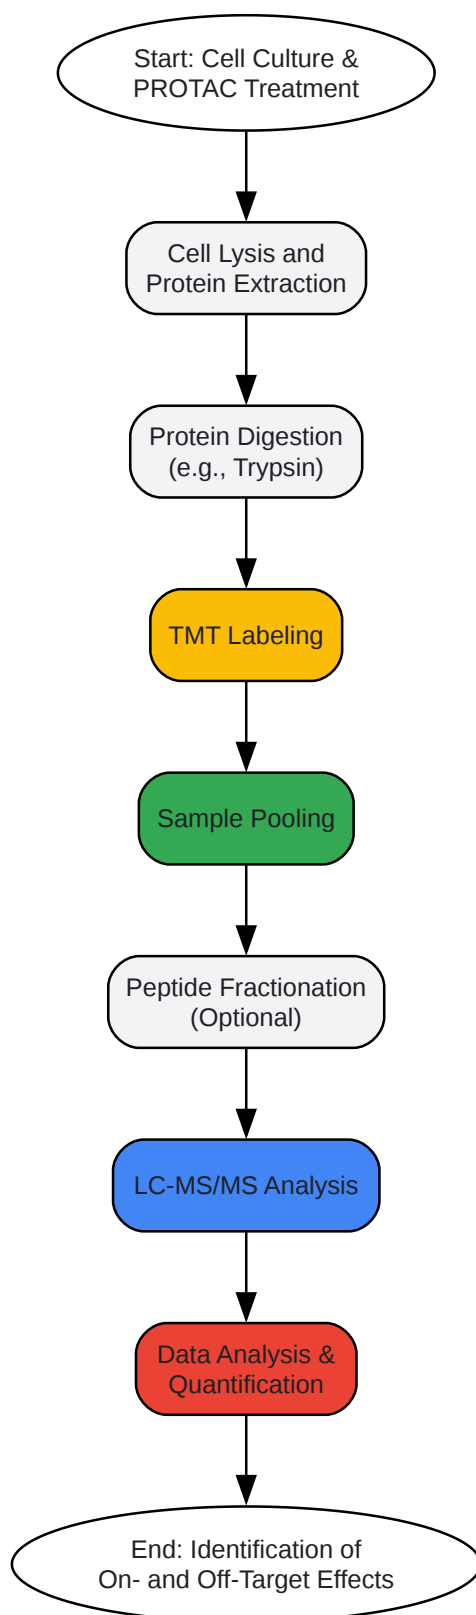 Start: Cell Culture &
PROTAC Treatment
Cell Lysis and
Protein Extraction
Protein Digestion
(e.g., Trypsin)
TMT Labeling
Sample Pooling
Peptide Fractionation
(Optional)
LC-MS/MS Analysis
Data Analysis &
Quantification
End: Identification of
On- and Off-Target Effects